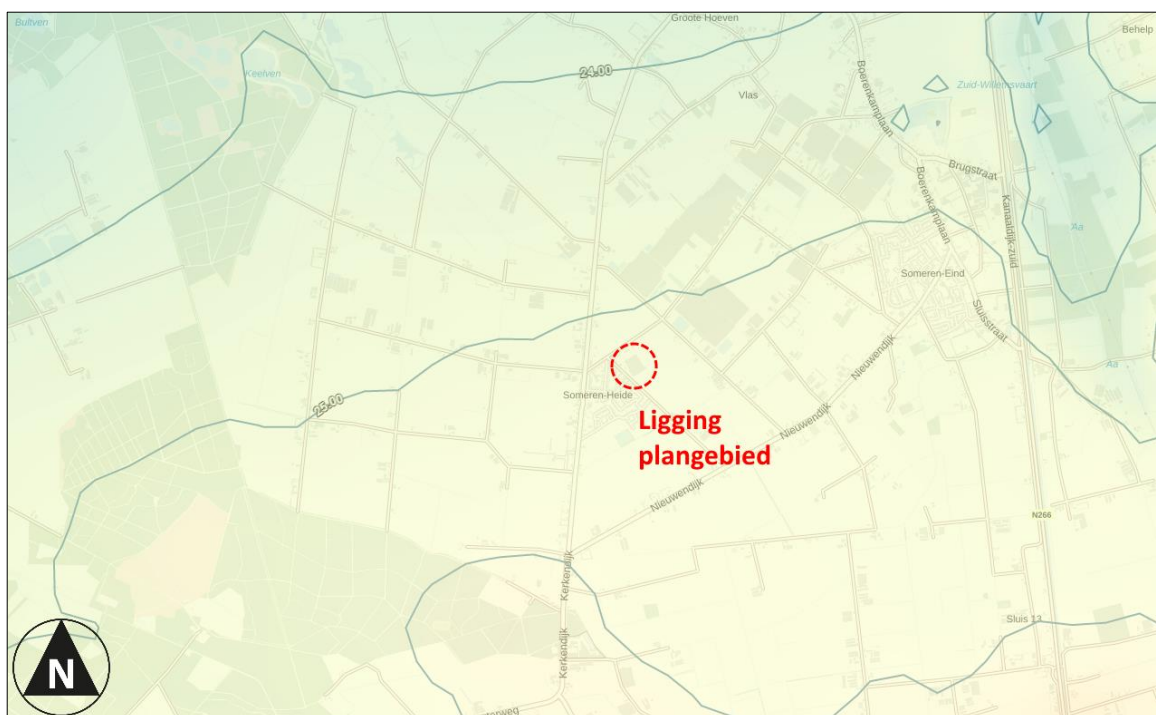 Bultven
Groote Hoeven
Behelp
Keelven
24.00
Vlas
Boerenkamplaan
Zuid-Willemsvaart
Brugstraat
Boerenkamplaan
Kanaaldijk-zuid
Aa
Someren-Eind
Sluisstraat
Nieuwendijk
Aa
Someren-Heide
25.00
Ligging
plangebied
Nieuwendijk
Nieuwendijk
N266
Kerkendijk
Sluis 13
Kerkendijk
N